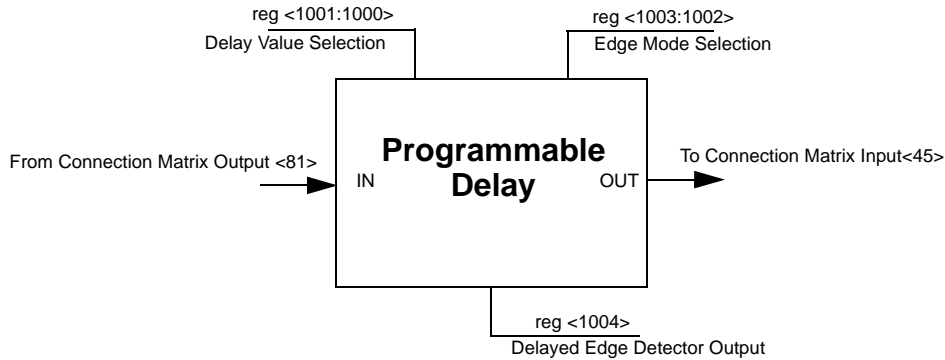 reg <1001:1000>
Delay Value Selection
reg <1003:1002>
Edge Mode Selection
Programmable
Delay
From Connection Matrix Output <81>
IN
OUT
To Connection Matrix Input<45>
reg <1004>
Delayed Edge Detector Output